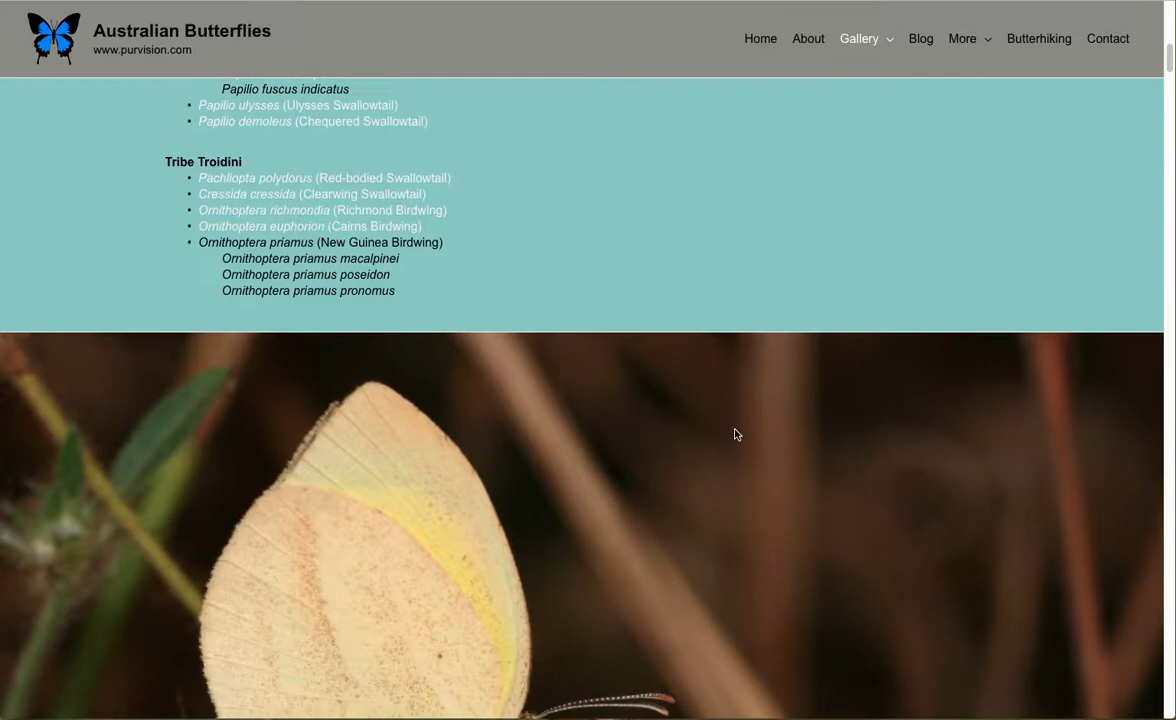 Australian Butterflies
www.purvision.com
Home About Gallery Blog More Butterhiking Contact
Papilio fuscus indicatus
• Papilio ulysses (Ulysses Swallowtail)
• Papilio demoleus (Chequered Swallowtail)
Tribe Troidini
• Pachliopta polydorus (Red-bodied Swallowtail)
• Cressida cressida (Clearwing Swallowtail)
• Ornithoptera richmondia (Richmond Birdwing)
• Ornithoptera euphorion (Cairns Birdwing)
• Ornithoptera priamus (New Guinea Birdwing)
Ornithoptera priamus macalpinei
Ornithoptera priamus poseidon
Ornithoptera priamus pronomus